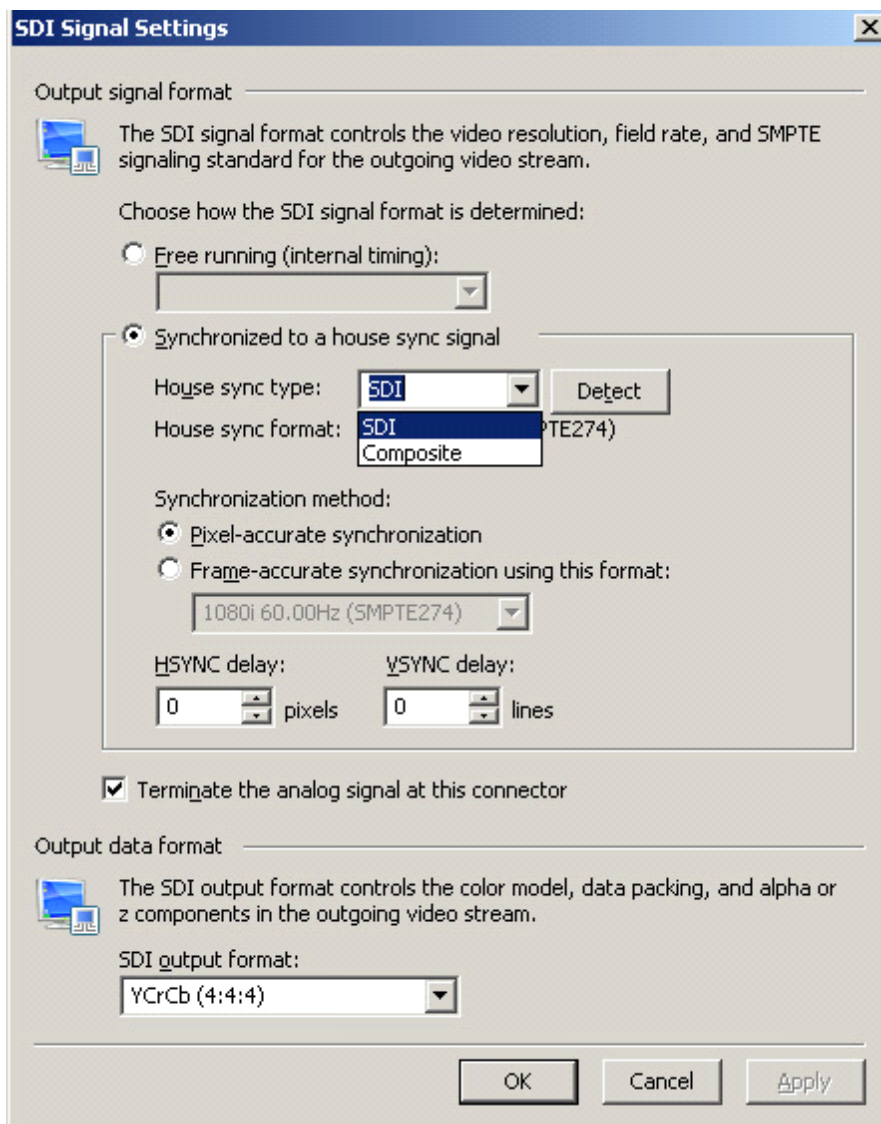 SDI Signal Settings
Output signal format
The SDI signal format controls the video resolution, field rate, and SMPTE
signaling standard for the outgoing video stream.
Choose how the SDI signal format is determined:
Free running (internal timing):
Synchronized to a house sync signal
House sync type: SDI Detect
House sync format: SDI PTE274)
Composite
Synchronization method:
Pixel-accurate synchronization
Frame-accurate synchronization using this format:
1080i 60.00Hz (SMPTE274)
HSYNC delay: VSYNC delay:
0 pixels 0 lines
Terminate the analog signal at this connector
Output data format
The SDI output format controls the color model, data packing, and alpha or
z components in the outgoing video stream.
SDI output format:
YCrCb (4:4:4)
OK Cancel Apply